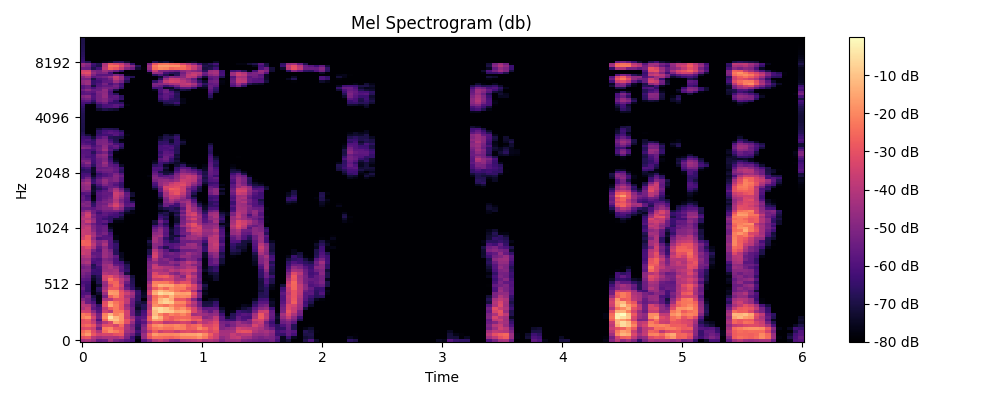 Mel Spectrogram (db)
Hz
8192
4096
2048
1024
512
0
0 1 2 3 4 5 6
Time
-10 dB
-20 dB
-30 dB
-40 dB
-50 dB
-60 dB
-70 dB
-80 dB